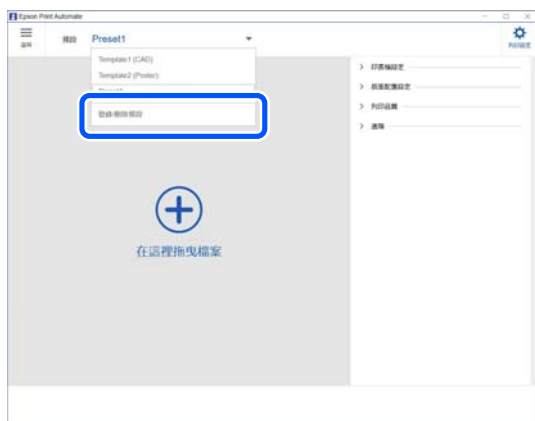 Epson Print Automate
選單
預設
Preset1
列印設定
Template1 (CAD)
Template2 (Poster)
Preset1
登錄/刪除預設
印表機設定
版面配置設定
列印品質
進階
在這裡拖曳檔案